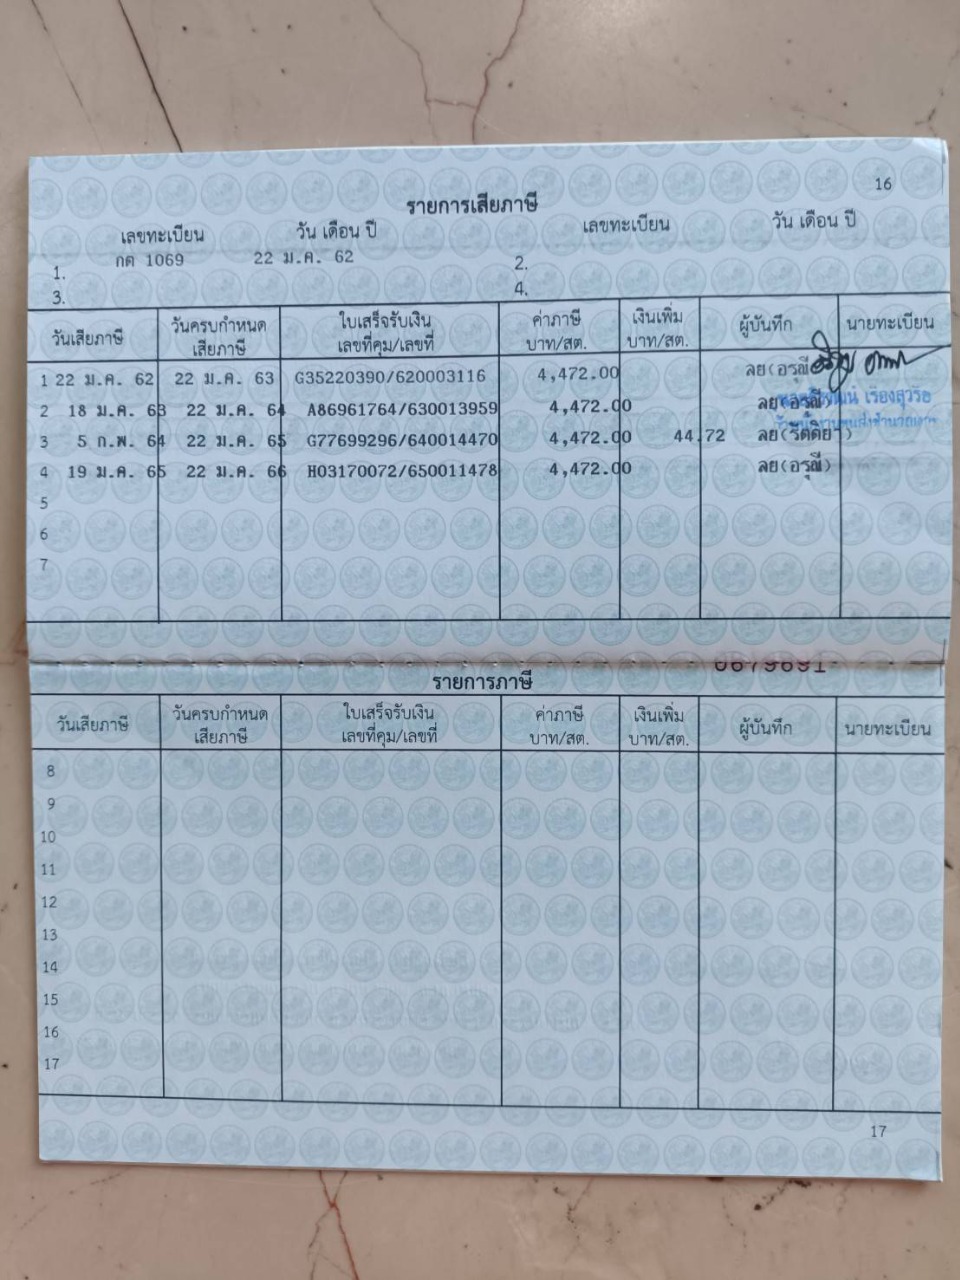 16
รายการเสียภาษี
เลขทะเบียน วัน เดือน ปี เลขทะเบียน วัน เดือน ปี
1. กต 1069 22 ม.ค. 62 2.
3. 4.
วันเสียภาษี วันครบกำหนดเสียภาษี ใบเสร็จรับเงิน เลขที่คุม/เลขที่ ค่าภาษี บาท/สต. เงินเพิ่ม บาท/สต. ผู้บันทึก นายทะเบียน
1 22 ม.ค. 62 22 ม.ค. 63 G35220390/620003116 4,472.00 ลย(อรุณี
2 18 ม.ค. 63 22 ม.ค. 64 A86961764/630013959 4,472.00 ลย(อรุณี)
3 5 ก.พ. 64 22 ม.ค. 65 G77699296/640014470 4,472.00 44.72 ลย(รัตติยา)
4 19 ม.ค. 65 22 ม.ค. 66 H03170072/650011478 4,472.00 ลย(อรุณี)
5
6
7
0679691
รายการภาษี
วันเสียภาษี วันครบกำหนดเสียภาษี ใบเสร็จรับเงิน เลขที่คุม/เลขที่ ค่าภาษี บาท/สต. เงินเพิ่ม บาท/สต. ผู้บันทึก นายทะเบียน
8
9
10
11
12
13
14
15
16
17
17